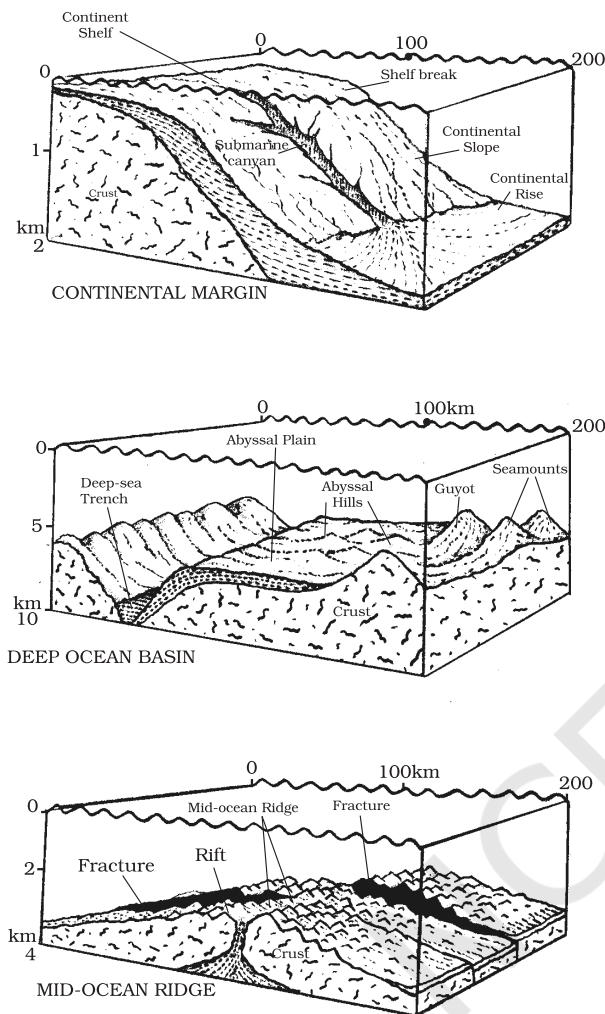 Continent
Shelf
0
100
200
0
Shelf break
Continental
Slope
1
Submarine
canyan
Continental
Rise
Crust
km
2
CONTINENTAL MARGIN
0
100km
200
0
Abyssal Plain
Deep-sea
Trench
Abyssal
Hills
Guyot
Seamounts
5
km
10
Crust
DEEP OCEAN BASIN
0
100km
200
0
Mid-ocean Ridge
Fracture
2
Fracture
Rift
km
4
Crust
MID-OCEAN RIDGE